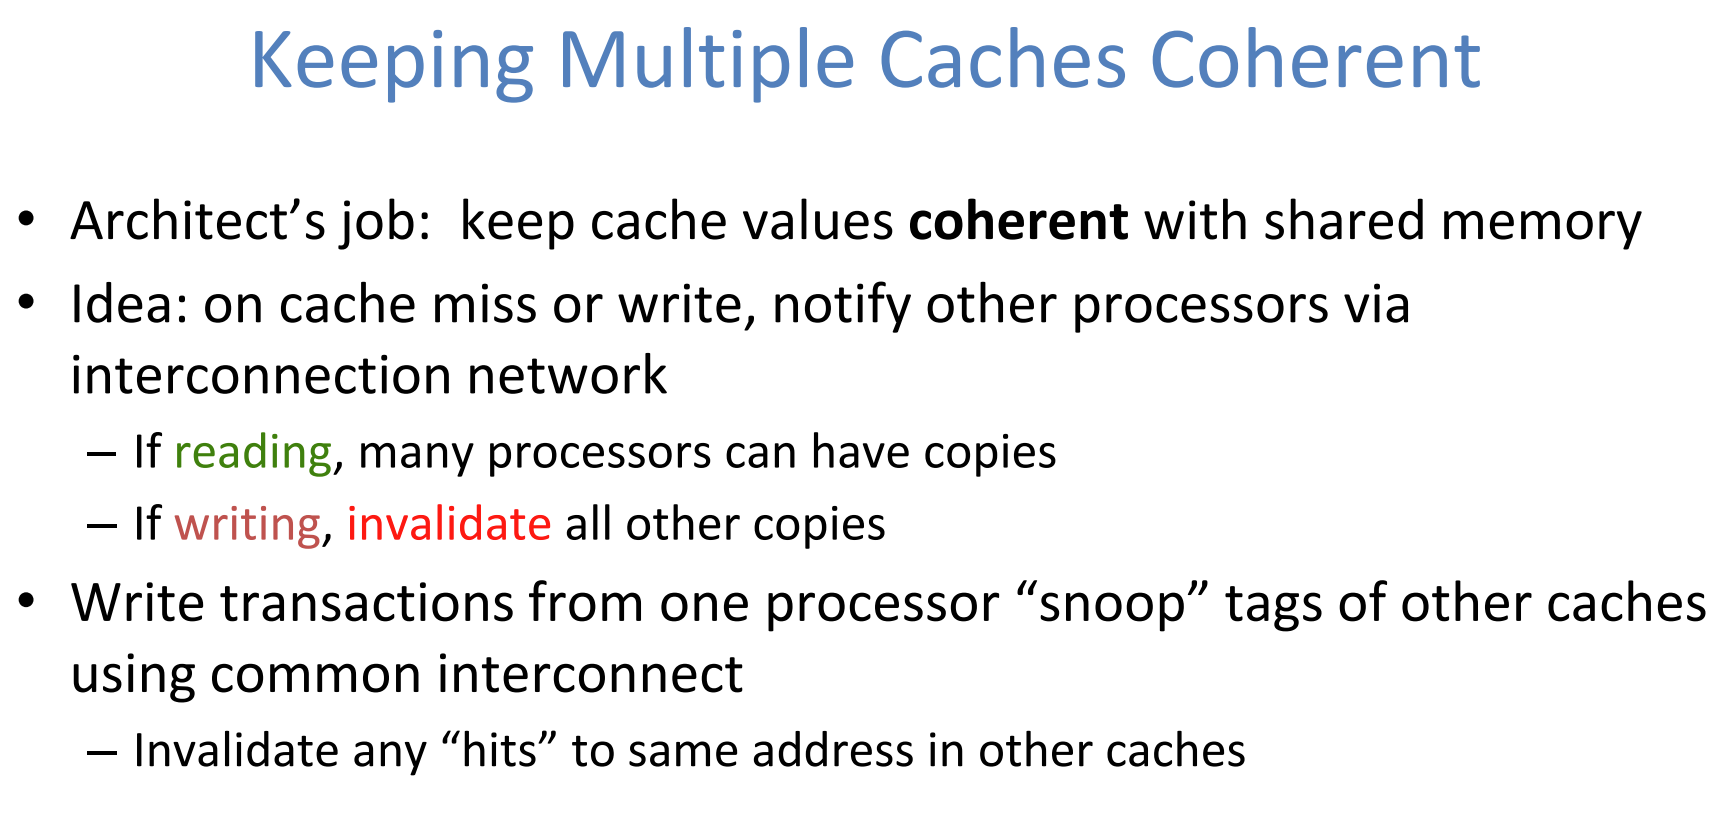 Keeping Multiple Caches Coherent
• Architect’s job:  keep cache values coherent with shared memory
• Idea: on cache miss or write, notify other processors via
interconnection network
– If reading, many processors can have copies
– If writing, invalidate all other copies
• Write transactions from one processor “snoop” tags of other caches
using common interconnect
– Invalidate any “hits” to same address in other caches